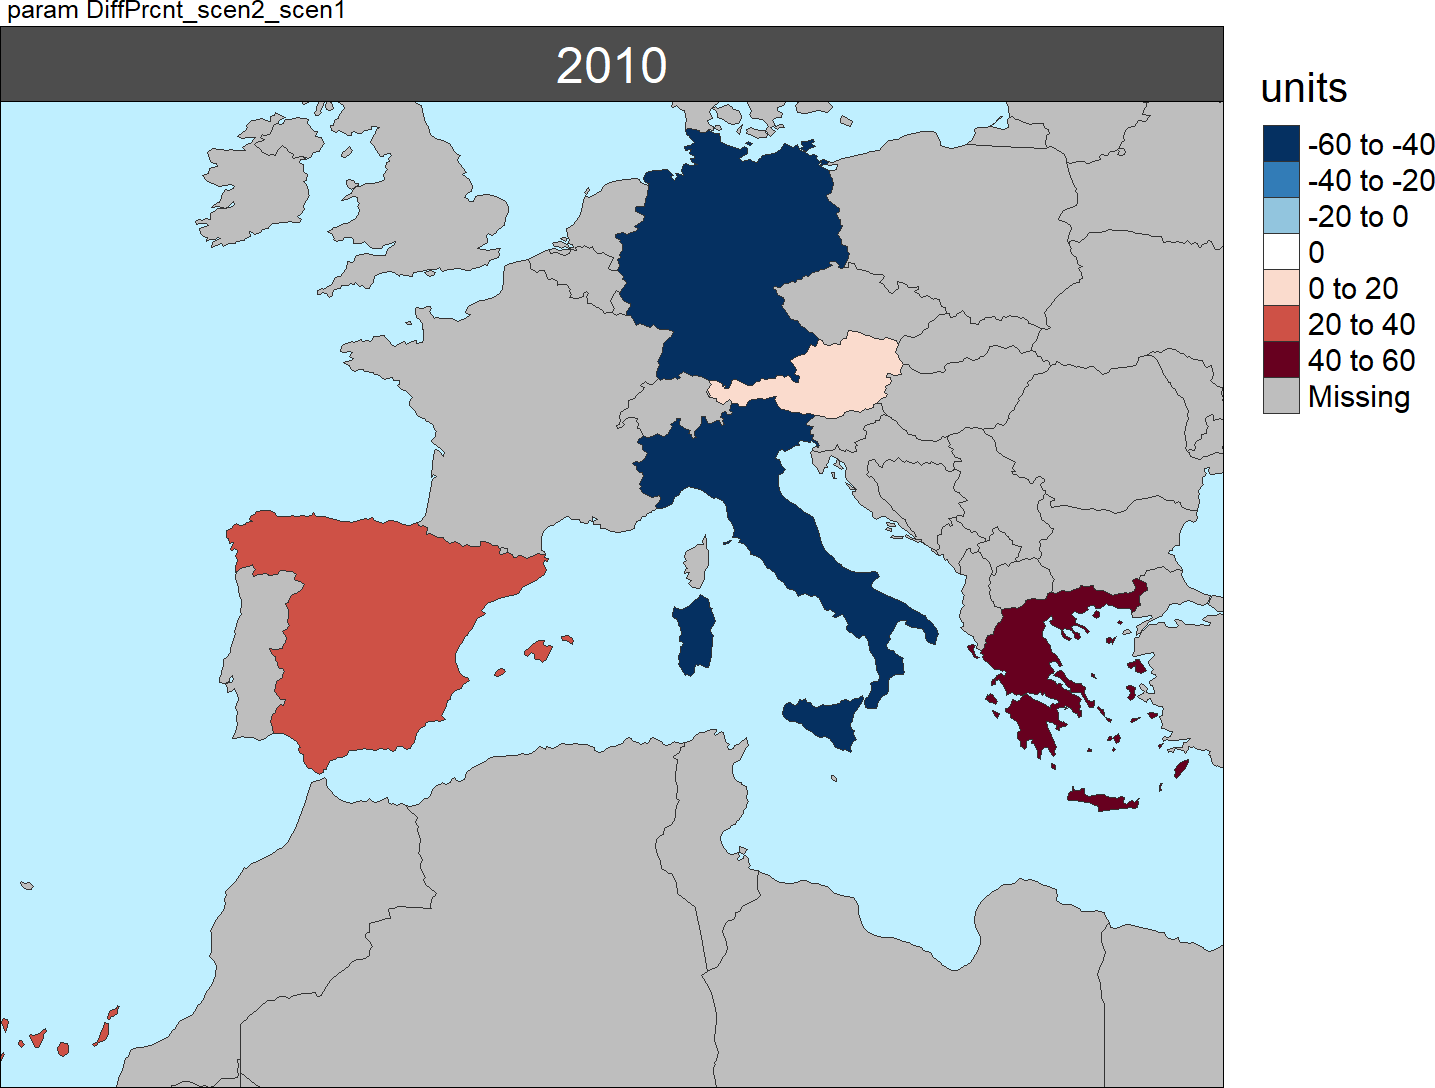 param DiffPrcnt_scen2_scen1
2010
units
-60 to -40
-40 to -20
-20 to 0
0
0 to 20
20 to 40
40 to 60
Missing